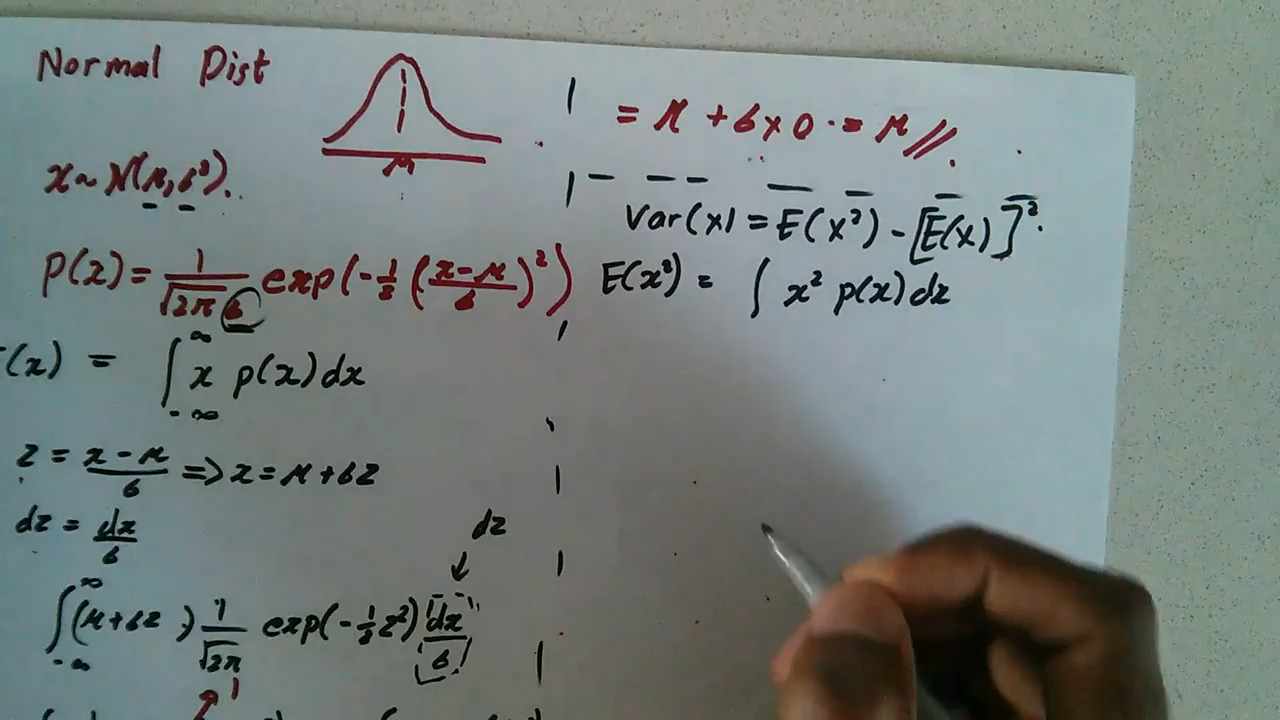 Normal Dist
μ
x ~ N(μ, σ²).
p(x) = 1/√2π σ exp(-1/2 ((x-μ)/σ)²)
(x) = ∫_{-∞}^{∞} x p(x) dx
z = (x-μ)/σ => x = μ + σz
dz = dx/σ
dz
↓
∫_{-∞}^{∞} (μ+σz) 1/√2π exp(-1/2 z²) dx/σ
1
= μ + σ × 0 = μ //.
Var(x) = E(x²) - [E(x)]².
E(x²) = ∫ x² p(x) dx